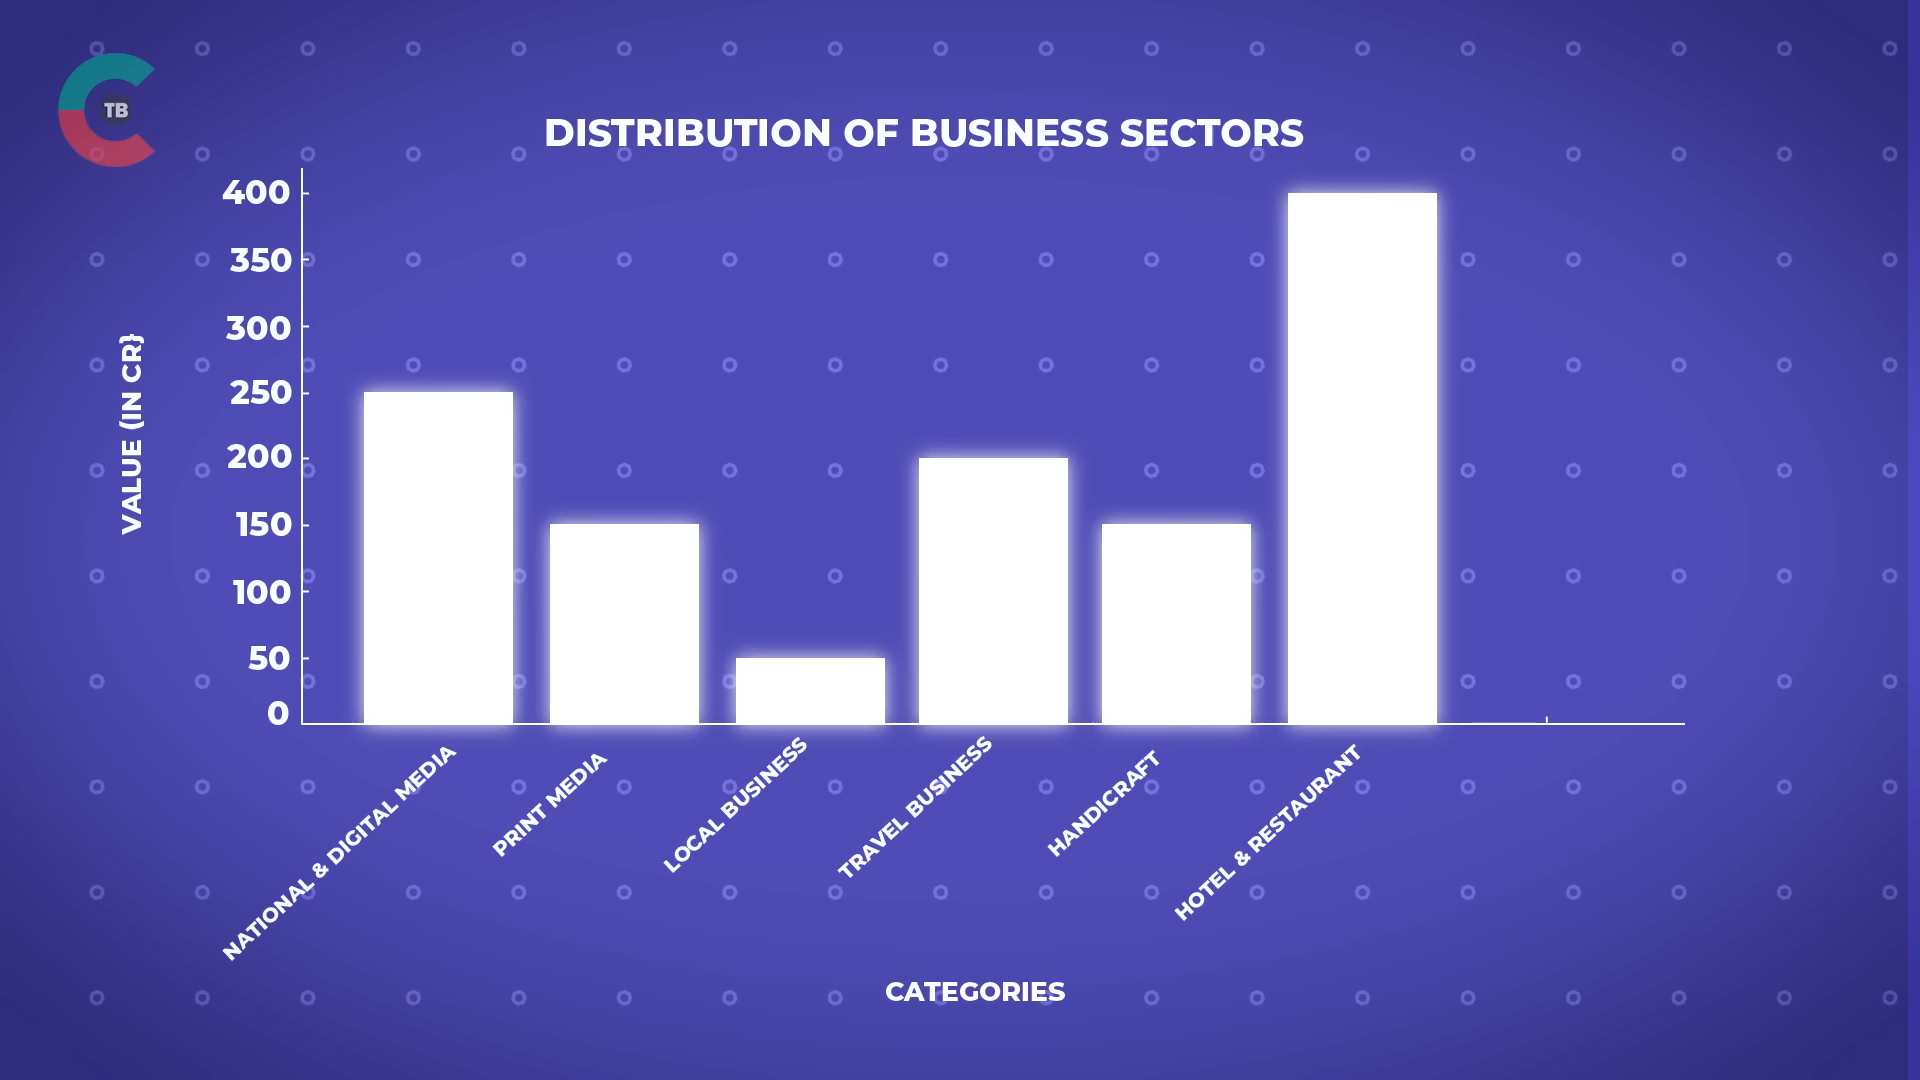 TB
DISTRIBUTION OF BUSINESS SECTORS
400
350
300
250
200
150
100
50
0
VALUE (IN CR}
NATIONAL & DIGITAL MEDIA
PRINT MEDIA
LOCAL BUSINESS
TRAVEL BUSINESS
HANDICRAFT
HOTEL & RESTAURANT
CATEGORIES